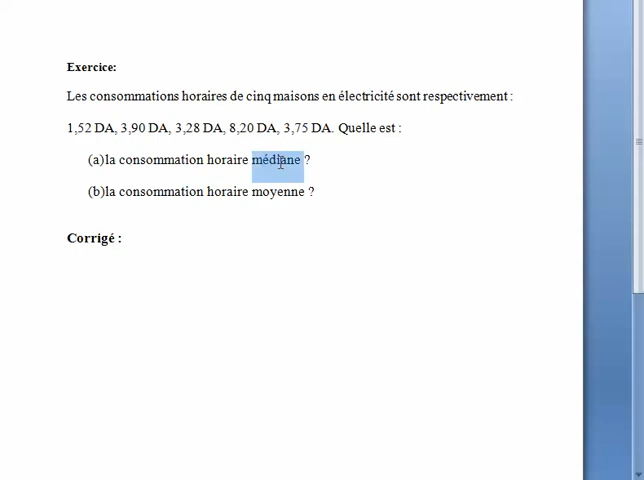 Exercice:
Les consommations horaires de cinq maisons en électricité sont respectivement :
1,52 DA, 3,90 DA, 3,28 DA, 8,20 DA, 3,75 DA. Quelle est :
(a)la consommation horaire médiane ?
(b)la consommation horaire moyenne ?
Corrigé :